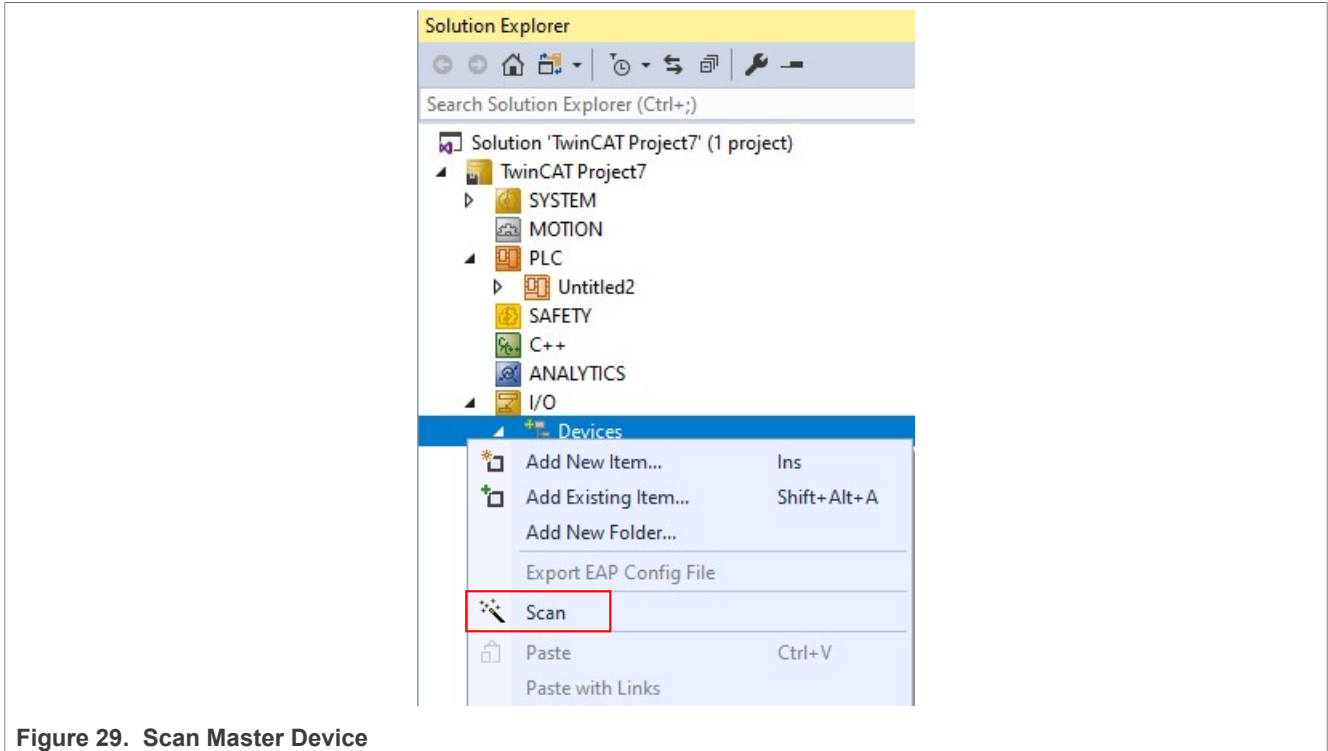 Solution Explorer
Search Solution Explorer (Ctrl+;)
Solution 'TwinCAT Project7' (1 project)
TwinCAT Project7
SYSTEM
MOTION
PLC
Untitled2
SAFETY
C++
ANALYTICS
I/O
Devices
Add New Item... Ins
Add Existing Item... Shift+Alt+A
Add New Folder...
Export EAP Config File
Scan
Paste Ctrl+V
Paste with Links
Figure 29. Scan Master Device